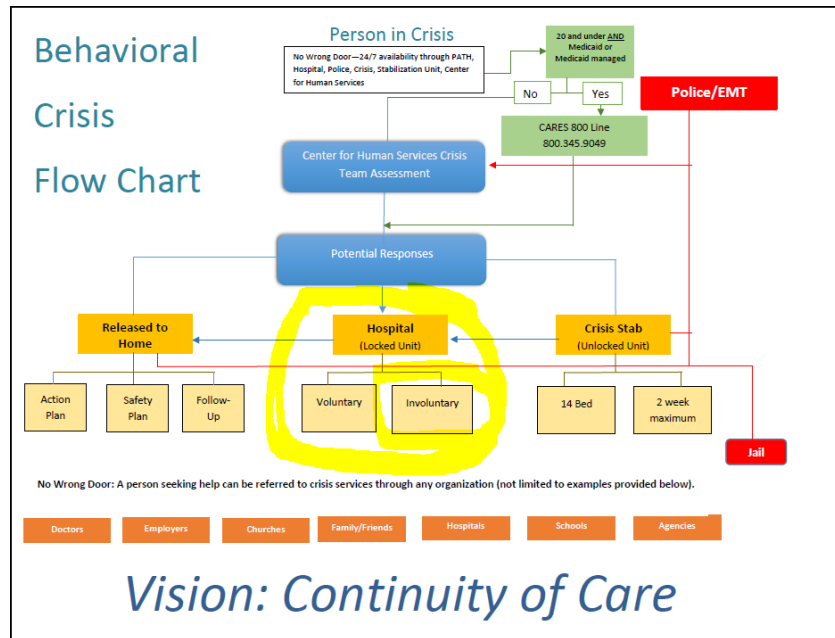 Behavioral
Crisis
Flow Chart
Person in Crisis
No Wrong Door—24/7 availability through PATH,
Hospital, Police, Crisis, Stabilization Unit, Center
for Human Services
20 and under AND
Medicaid or
Medicaid managed
No
Yes
Police/EMT
CARES 800 Line
800.345.9049
Center for Human Services Crisis
Team Assessment
Potential Responses
Released to
Home
Hospital
(Locked Unit)
Crisis Stab
(Unlocked Unit)
Action
Plan
Safety
Plan
Follow-
Up
Voluntary
Involuntary
14 Bed
2 week
maximum
Jail
No Wrong Door: A person seeking help can be referred to crisis services through any organization (not limited to examples provided below).
Doctors
Employers
Churches
Family/Friends
Hospitals
Schools
Agencies
Vision: Continuity of Care